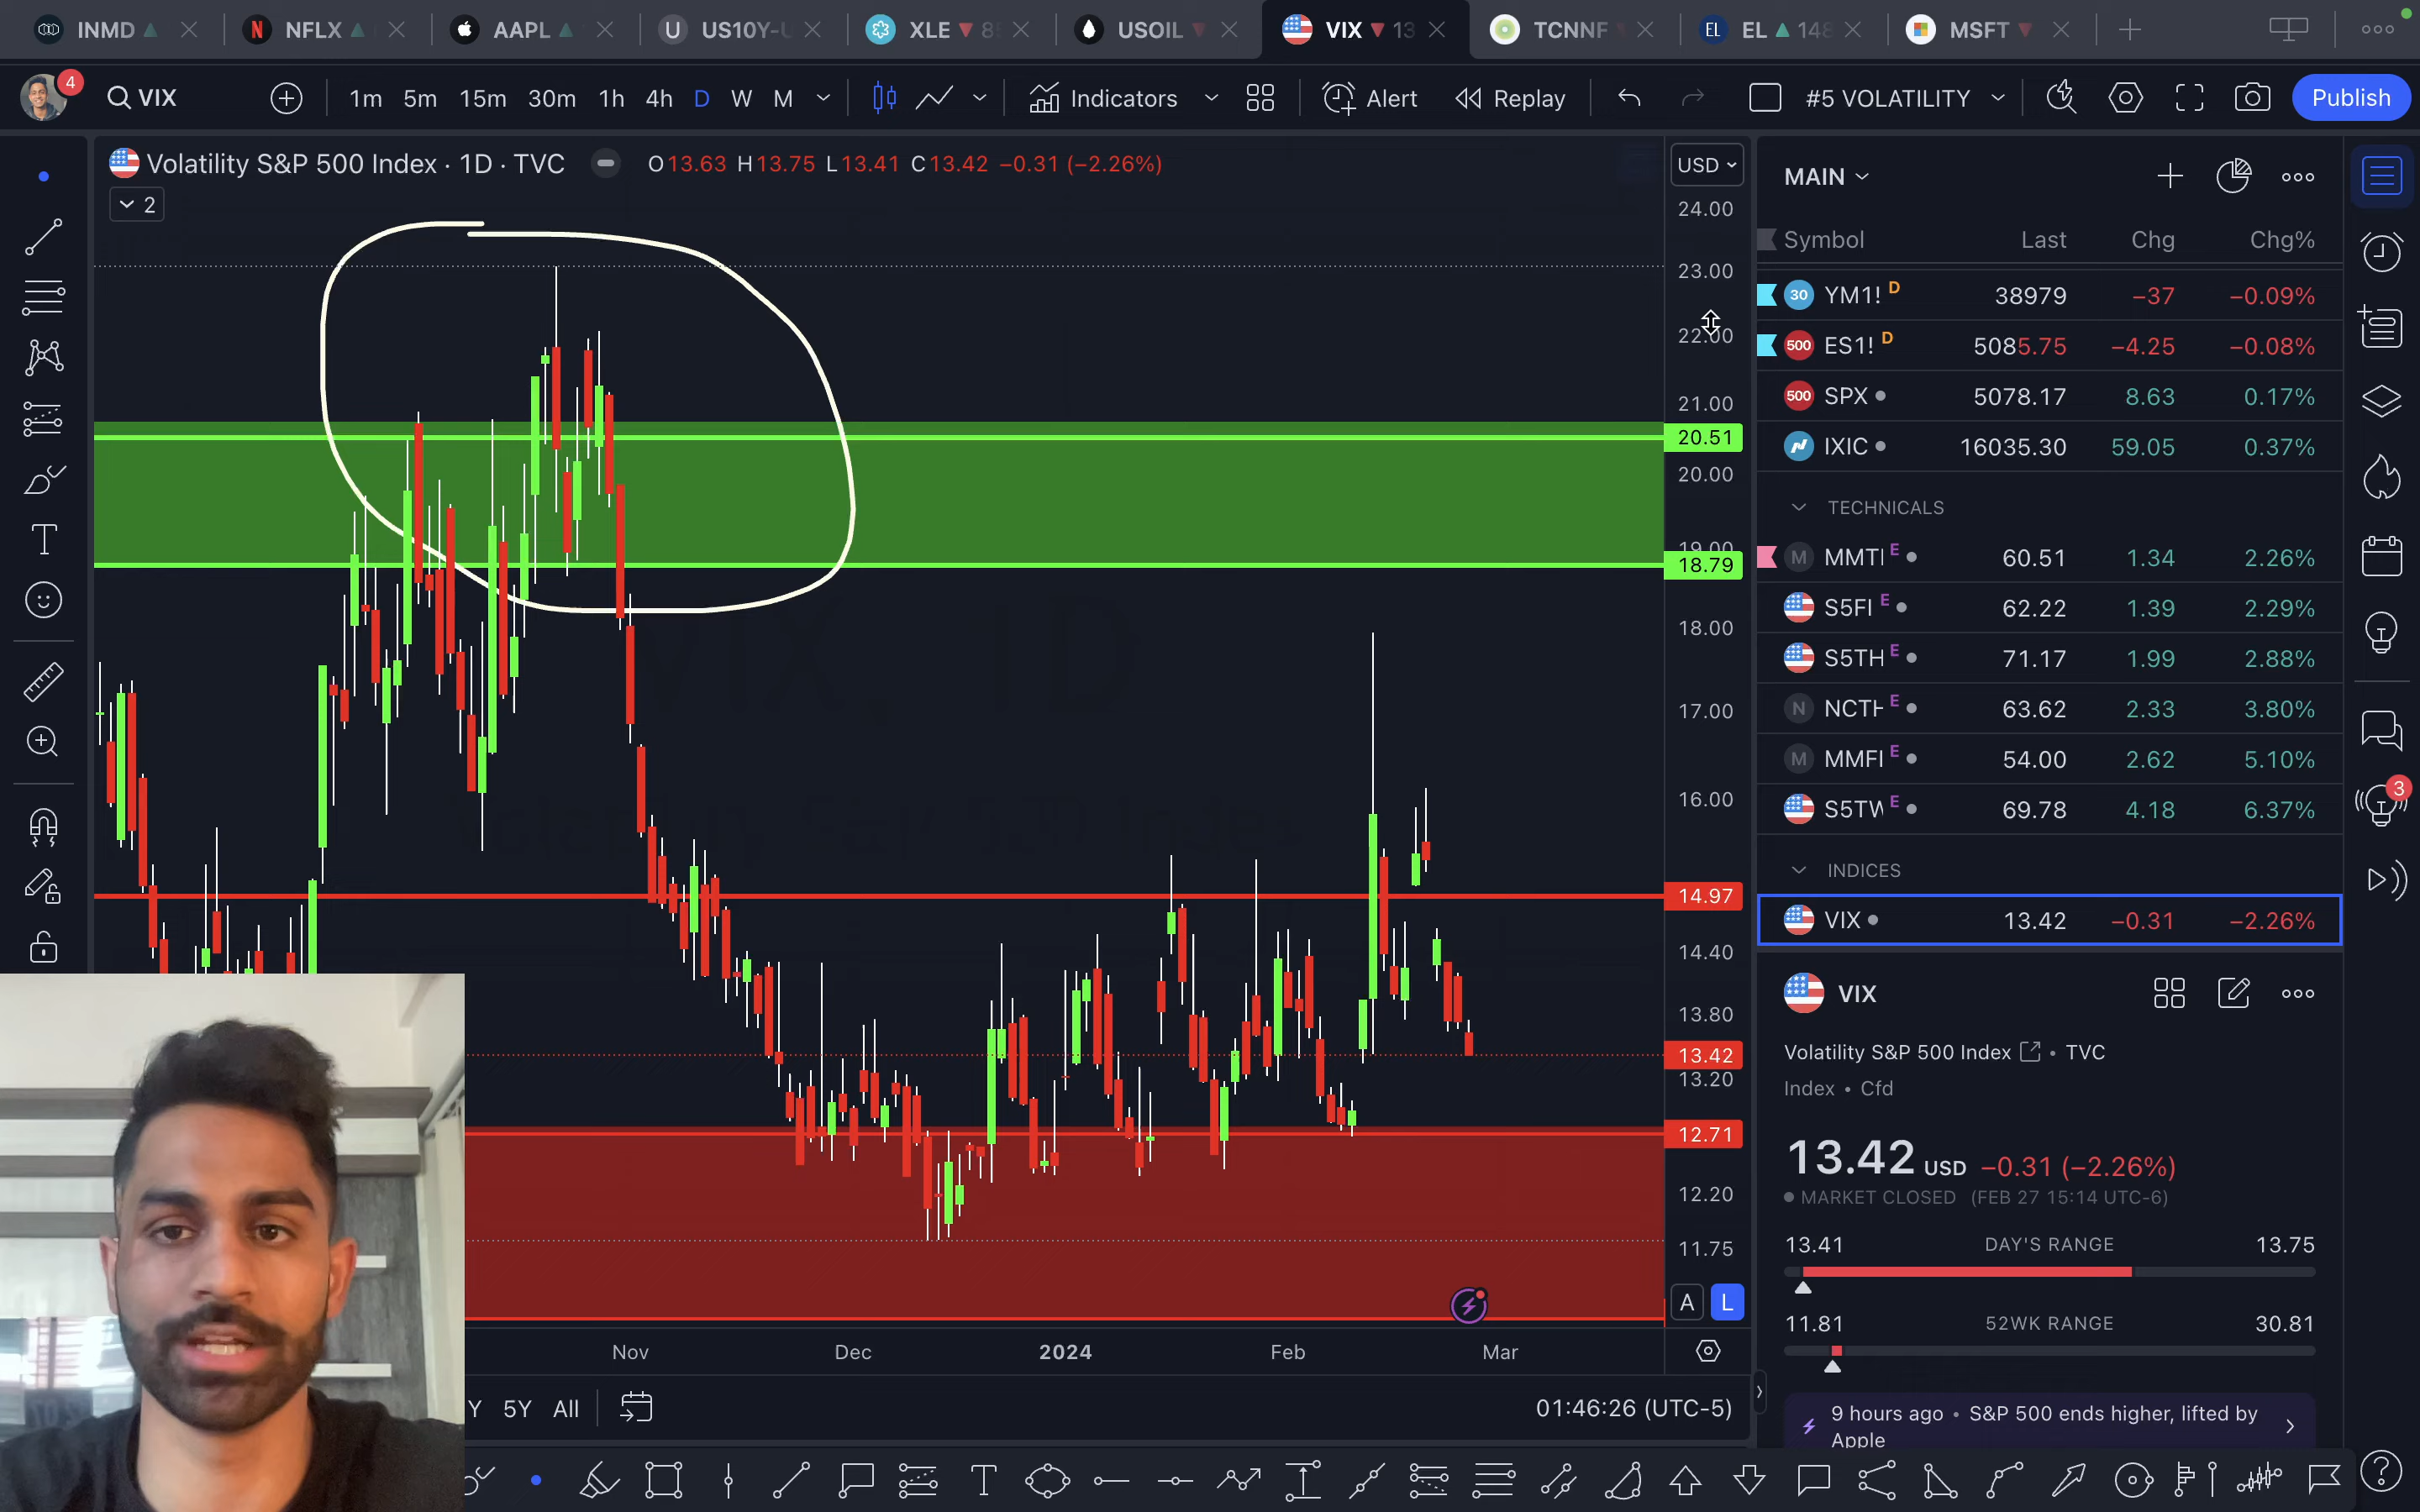 INMD NFLX AAPL US10Y-U XLE 8 USOIL VIX 13 TCNNF EL 148 MSFT
4 VIX 1m 5m 15m 30m 1h 4h D W M Indicators Alert Replay #5 VOLATILITY Publish
Volatility S&P 500 Index · 1D · TVC O13.63 H13.75 L13.41 C13.42 −0.31 (−2.26%)
2
USD
24.00
23.00
22.00
21.00
20.51
20.00
19.00
18.79
18.00
17.00
16.00
14.97
14.40
13.80
13.42
13.20
12.71
12.20
11.75
A L
Nov Dec 2024 Feb Mar
Y 5Y All 01:46:26 (UTC-5)
MAIN
Symbol Last Chg Chg%
30 YM1! D 38979 −37 −0.09%
500 ES1! D 5085.75 −4.25 −0.08%
500 SPX 5078.17 8.63 0.17%
IXIC 16035.30 59.05 0.37%
TECHNICALS
M MMTI E 60.51 1.34 2.26%
S5FI E 62.22 1.39 2.29%
S5TH E 71.17 1.99 2.88%
N NCTH E 63.62 2.33 3.80%
M MMFI E 54.00 2.62 5.10%
S5TW E 69.78 4.18 6.37%
INDICES
VIX 13.42 −0.31 −2.26%
VIX
Volatility S&P 500 Index • TVC
Index • Cfd
13.42 USD −0.31 (−2.26%)
MARKET CLOSED (FEB 27 15:14 UTC-6)
13.41 DAY'S RANGE 13.75
11.81 52WK RANGE 30.81
9 hours ago • S&P 500 ends higher, lifted by
Apple
3